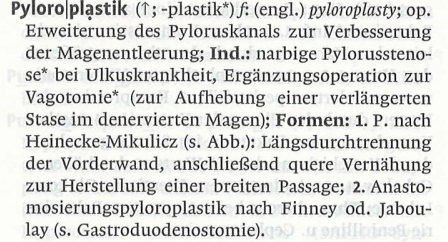 Pyloro|plastik (↑; -plastik*) f: (engl.) pyloroplasty; op.
Erweiterung des Pyloruskanals zur Verbesserung
der Magenentleerung; Ind.: narbige Pylorussteno-
se* bei Ulkuskrankheit, Ergänzungsoperation zur
Vagotomie* (zur Aufhebung einer verlängerten
Stase im denervierten Magen); Formen: 1. P. nach
Heinecke-Mikulicz (s. Abb.): Längsdurchtrennung
der Vorderwand, anschließend quere Vernähung
zur Herstellung einer breiten Passage; 2. Anasto-
mosierungspyloroplastik nach Finney od. Jabou-
lay (s. Gastroduodenostomie).